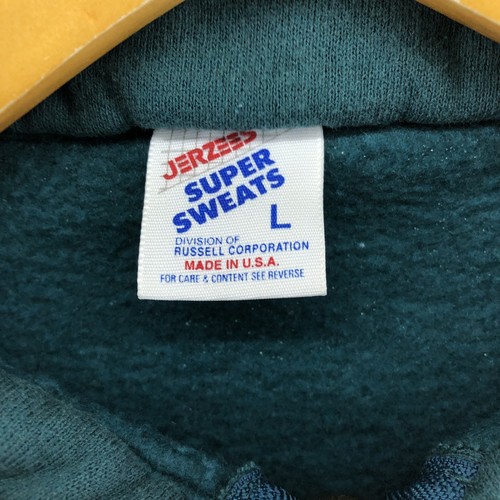 JERZEES
SUPER
SWEATS
L
DIVISION OF
RUSSELL CORPORATION
MADE IN U.S.A.
FOR CARE & CONTENT SEE REVERSE